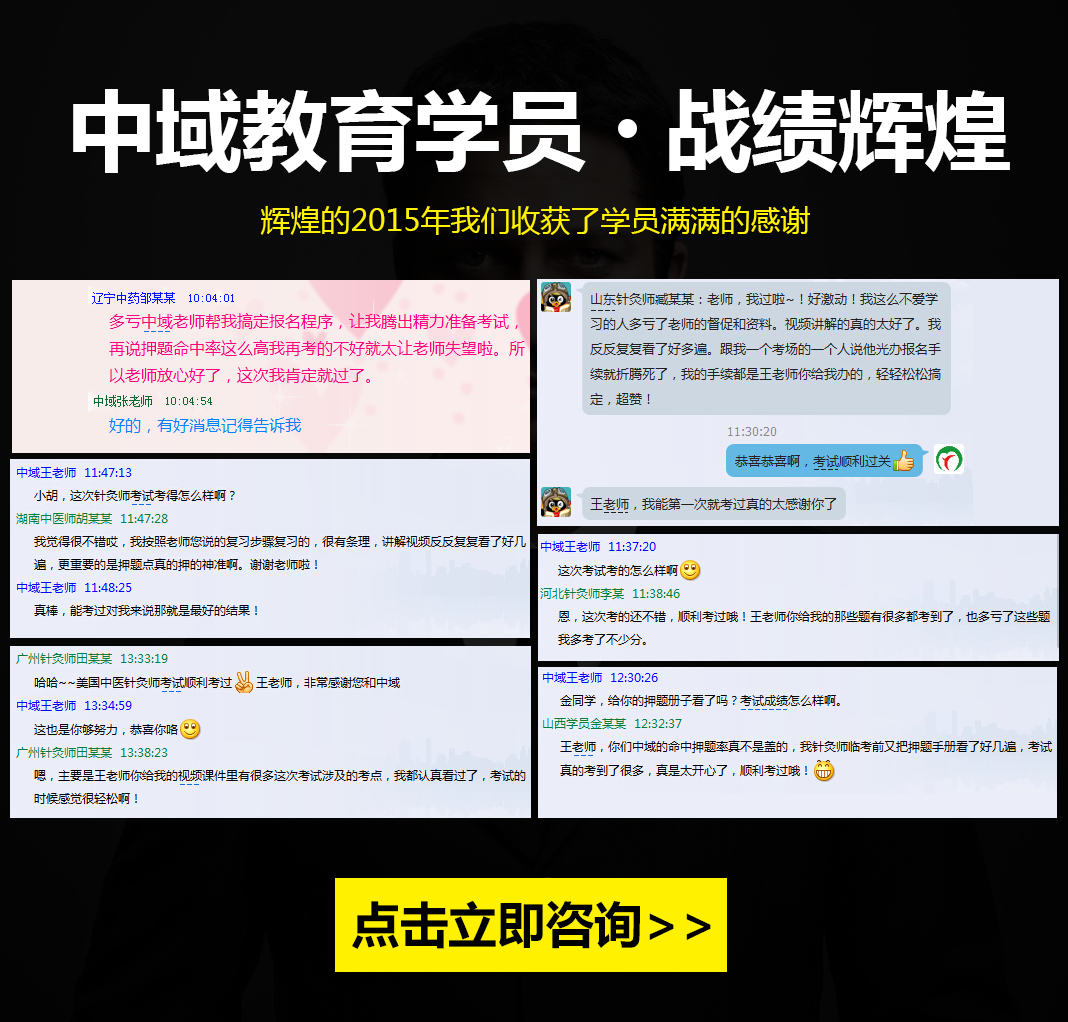 中域教育学员·战绩辉煌
辉煌的2015年我们收获了学员满满的感谢
辽宁中药邹某某 10:04:01
多亏中域老师帮我搞定报名程序，让我腾出精力准备考试，
再说押题命中率这么高我再考的不好就太让老师失望啦。所
以老师放心好了，这次我肯定就过了。
中域张老师 10:04:54
好的，有好消息记得告诉我
中域王老师 11:47:13
小胡，这次针灸师考试考得怎么样啊？
湖南中医师胡某某 11:47:28
我觉得很不错哎，我按照老师您说的复习步骤复习的，很有条理，讲解视频反反复复看了好几
遍，更重要的是押题点真的押的神准啊。谢谢老师啦！
中域王老师 11:48:25
真棒，能考过对我来说那就是最好的结果！
广州针灸师田某某 13:33:19
哈哈~~美国中医针灸师考试顺利考过 王老师，非常感谢您和中域
中域王老师 13:34:59
这也是你够努力，恭喜你咯
广州针灸师田某某 13:38:23
嗯，主要是王老师你给我的视频课件里有很多这次考试涉及的考点，我都认真看过了，考试的
时候感觉很轻松啊！
山东针灸师臧某某：老师，我过啦~！好激动！我这么不爱学
习的人多亏了老师的督促和资料。视频讲解的真的太好了。我
反反复复看了好多遍。跟我一个考场的一个人说他光办报名手
续就折腾死了，我的手续都是王老师你给我办的，轻轻松松搞
定，超赞！
11:30:20
恭喜恭喜啊，考试顺利过关
王老师，我能第一次就考过真的太感谢你了
中域王老师 11:37:20
这次考试考的怎么样啊
河北针灸师李某 11:38:46
恩，这次考的还不错，顺利考过哦！王老师你给我的那些题有很多都考到了，也多亏了这些题
我多考了不少分。
中域王老师 12:30:26
金同学，给你的押题册子看了吗？考试成绩怎么样啊。
山西学员金某某 12:32:37
王老师，你们中域的命中押题率真不是盖的，我针灸师临考前又把押题手册看了好几遍，考试
真的考到了很多，真是太开心了，顺利考过哦！
点击立即咨询>>